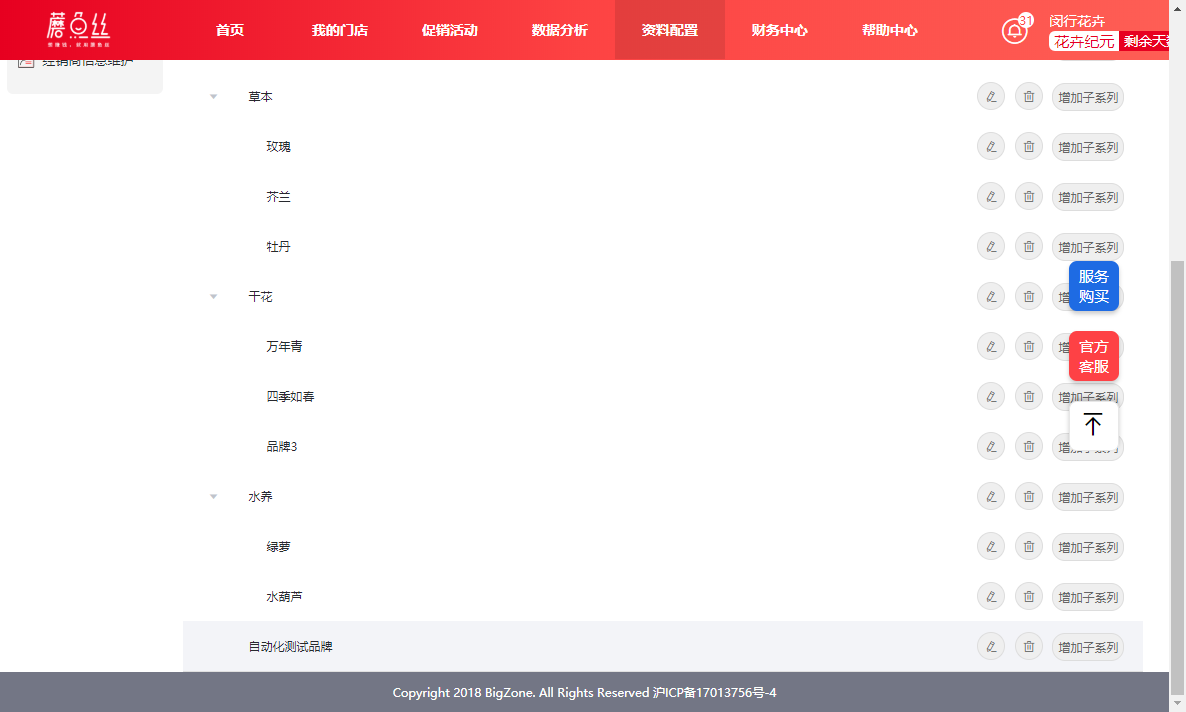 蘑点丝
首页
我的门店
促销活动
数据分析
资料配置
财务中心
帮助中心
31
闵行花卉
花卉纪元 剩余天
经销商信息维护
草本
增加子系列
玫瑰
增加子系列
芥兰
增加子系列
牡丹
增加子系列
服务
购买
干花
增
万年青
增
官方
客服
四季如春
增加子系列
品牌3
水养
增加子系列
绿萝
增加子系列
水葫芦
增加子系列
自动化测试品牌
增加子系列
Copyright 2018 BigZone. All Rights Reserved 沪ICP备17013756号-4